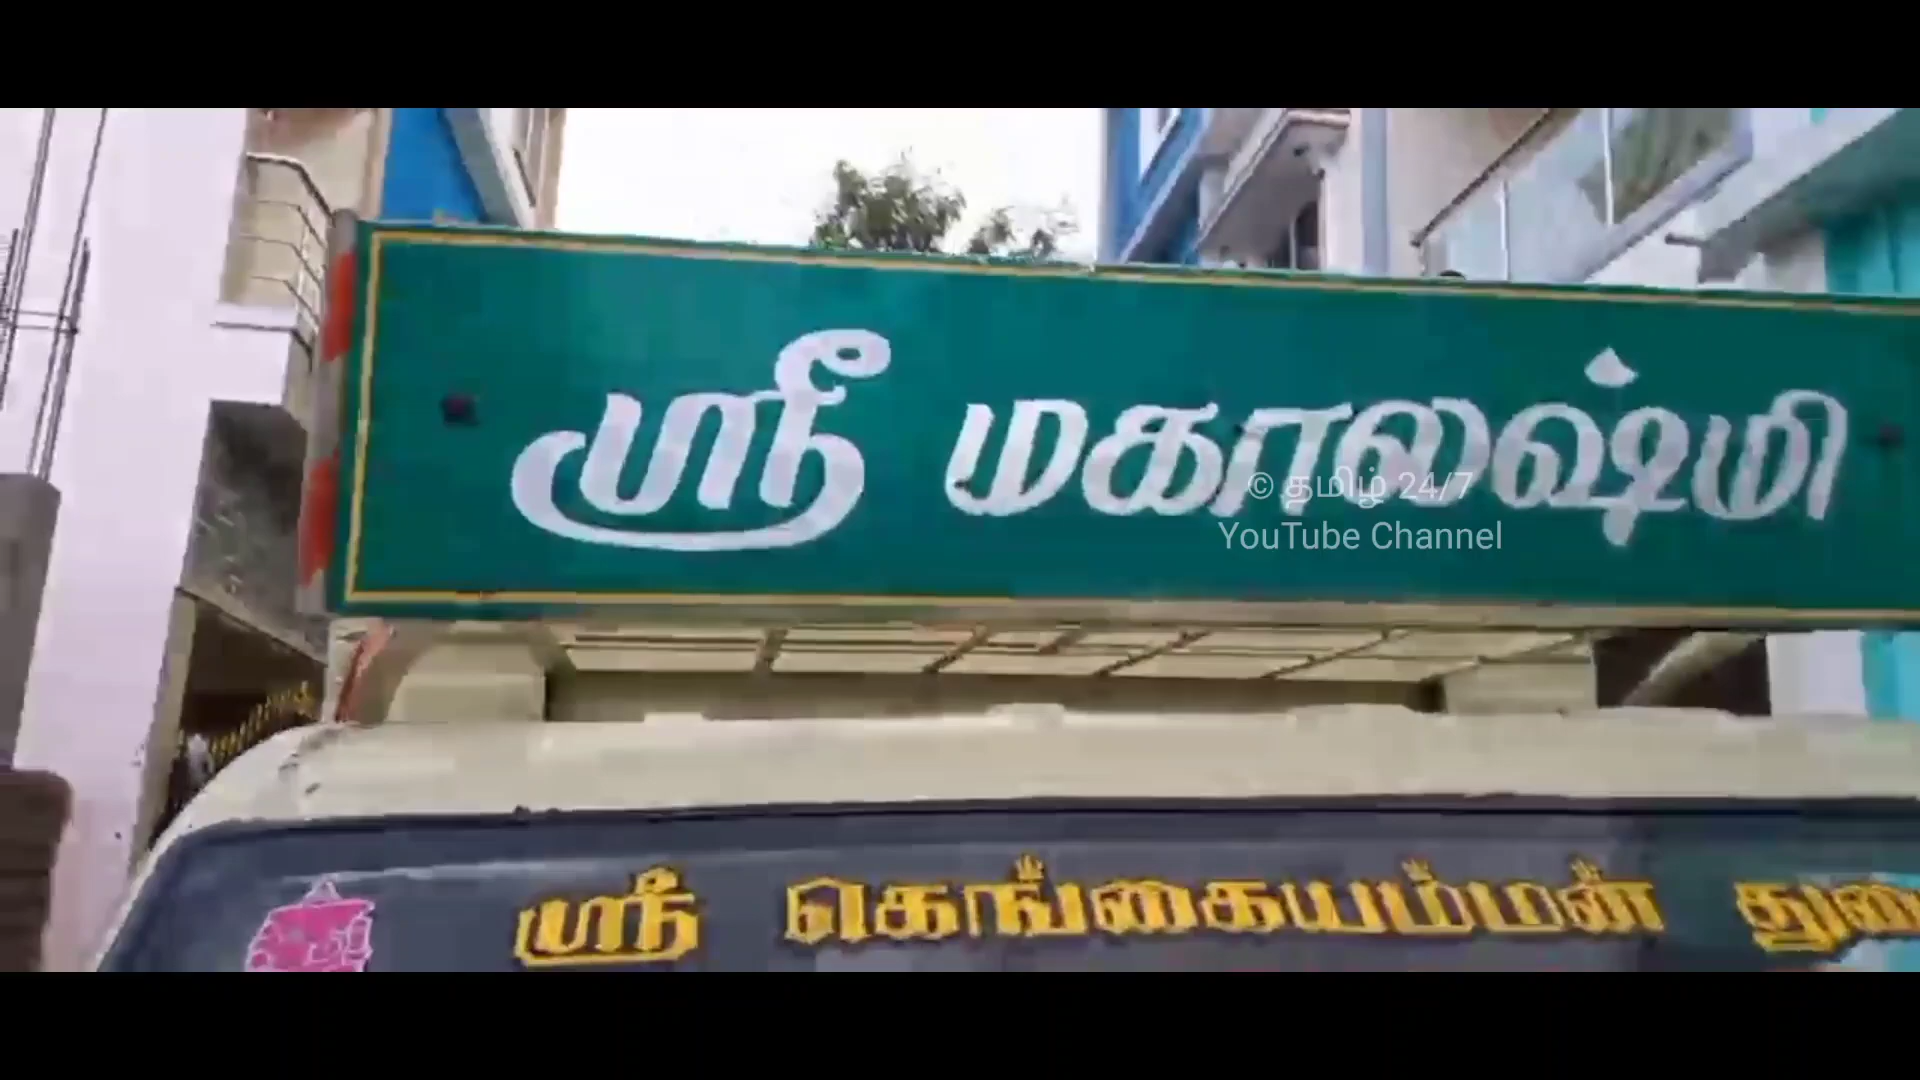 ஸ்ரீ மகாலஷ்மி
© தமிழ் 24/7
YouTube Channel
ஸ்ரீ கெங்கையம்மன்